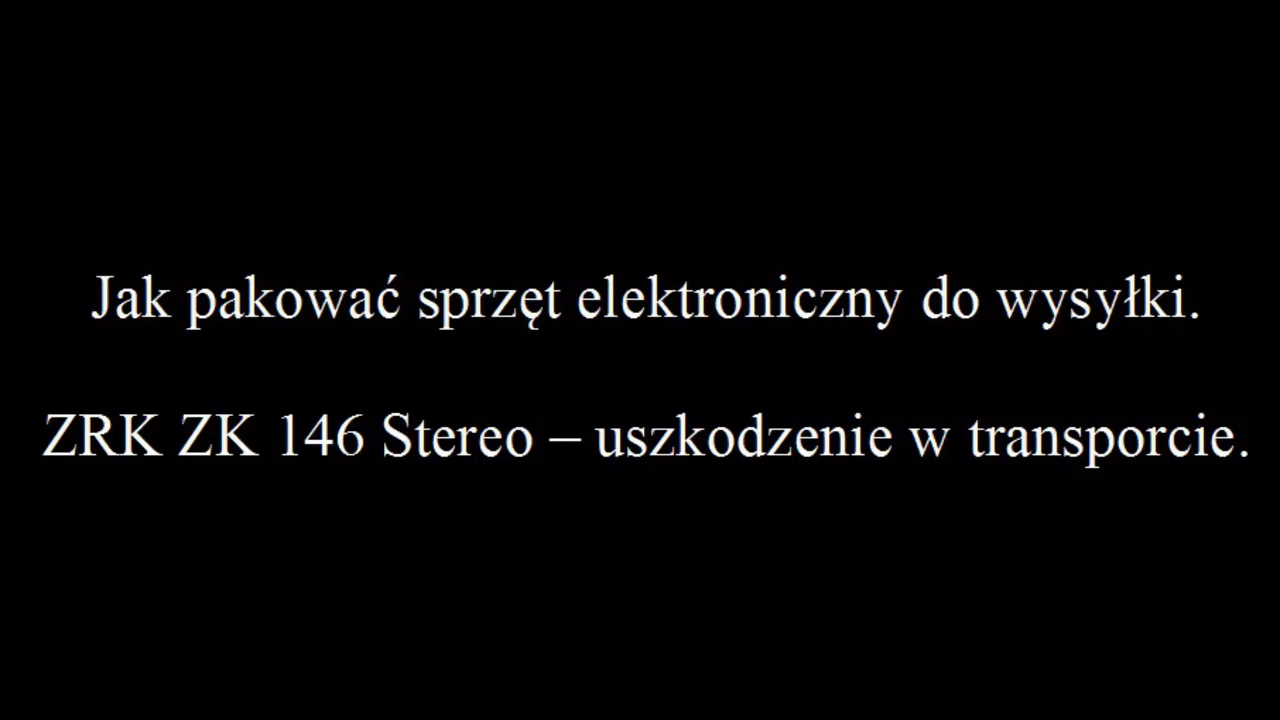 Jak pakować sprzęt elektroniczny do wysyłki.
ZRK ZK 146 Stereo – uszkodzenie w transporcie.